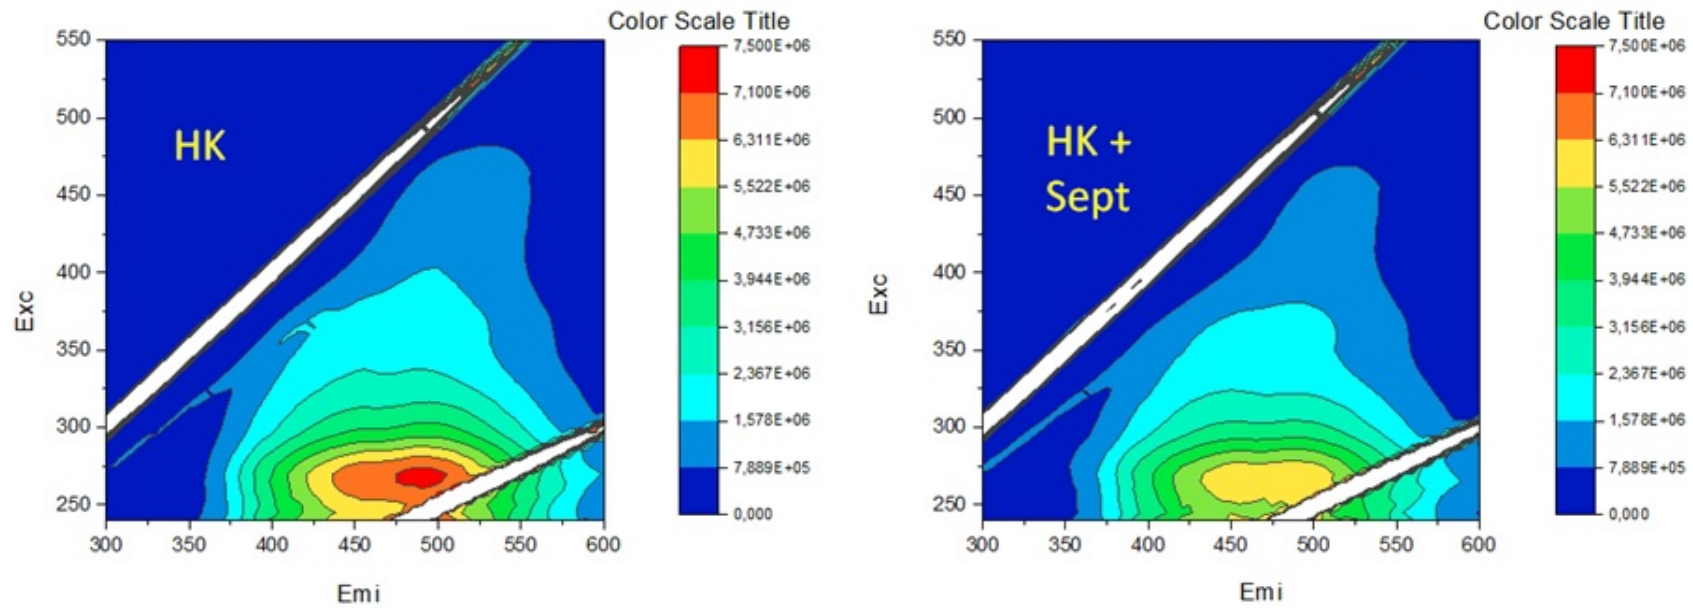 Color Scale Title
550
500
450
400
350
300
250
Exc
HK
300
350
400
450
500
550
600
Emi
7,500E+06
7,100E+06
6,311E+06
5,522E+06
4,733E+06
3,944E+06
3,156E+06
2,367E+06
1,578E+06
7,889E+05
0,000
Color Scale Title
550
500
450
400
350
300
250
Exc
HK +
Sept
300
350
400
450
500
550
600
Emi
7,500E+06
7,100E+06
6,311E+06
5,522E+06
4,733E+06
3,944E+06
3,156E+06
2,367E+06
1,578E+06
7,889E+05
0,000